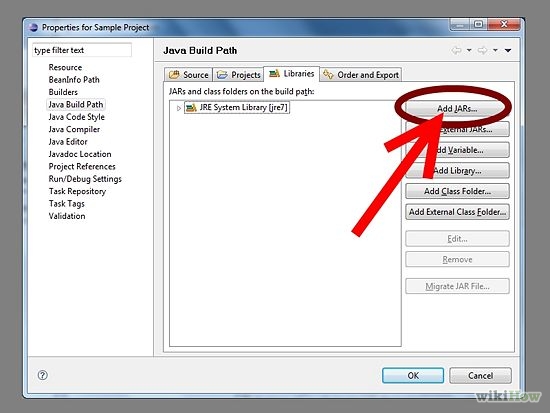 Properties for Sample Project
type filter text
Resource
BeanInfo Path
Builders
Java Build Path
Java Code Style
Java Compiler
Java Editor
Javadoc Location
Project References
Run/Debug Settings
Task Repository
Task Tags
Validation
Java Build Path
Source
Projects
Libraries
Order and Export
JARs and class folders on the build path:
JRE System Library [jre7]
Add JARs...
External JARs...
Add Variable...
Add Library...
Add Class Folder...
Add External Class Folder...
Edit...
Remove
Migrate JAR File...
OK
Cancel
wikiHow